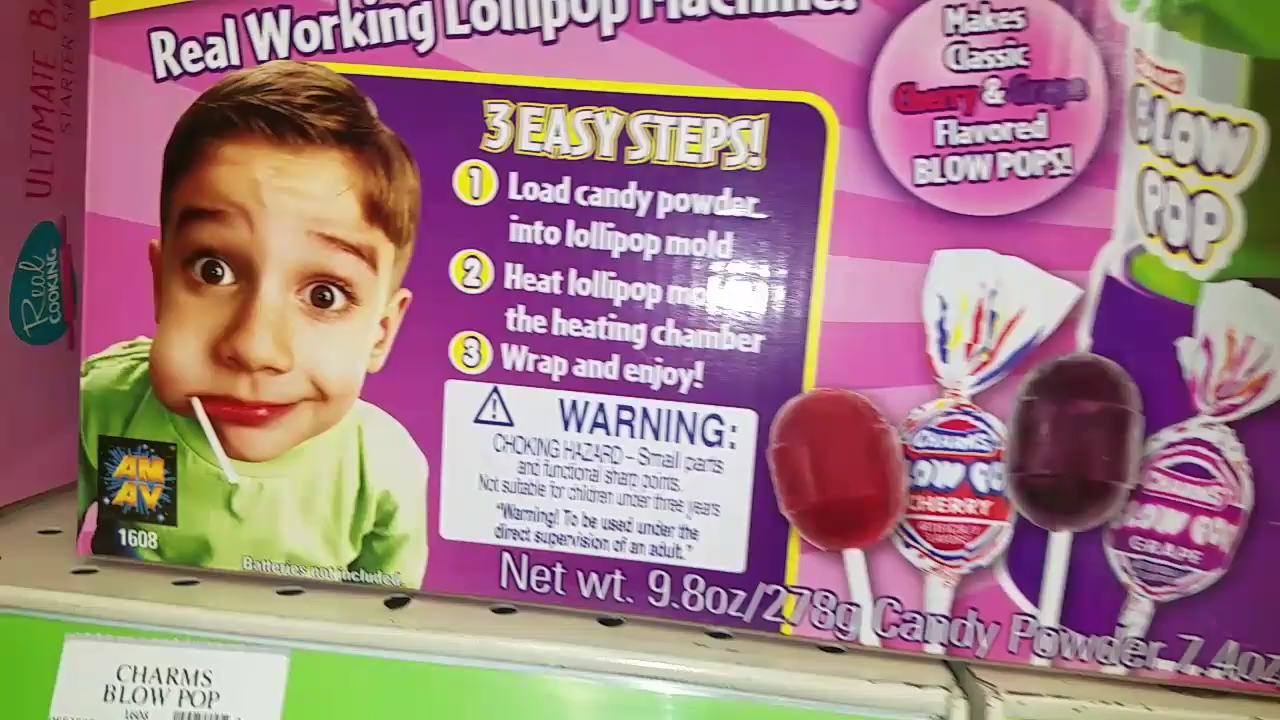 Real Working Lollipop Machine!
ULTIMATE
STARTER
Real
COOKING
3 EASY STEPS!
1 Load candy powder
into lollipop mold
2 Heat lollipop
the heating chamber
3 Wrap and enjoy!
WARNING:
CHOKING HAZARD - Small parts
and functional sharp points.
Not suitable for children under three years
"Warning! To be used under the
direct supervision of an adult."
Makes
Classic
Cherry & Grape
Flavored
BLOW POPS!
BLOW
POP
CHARMS
CHERRY
CHARMS
GRAPE
AM
AV
1608
Batteries not included.
Net wt. 9.8oz/278g Candy Powder 7.4oz
CHARMS
BLOW POP
1608